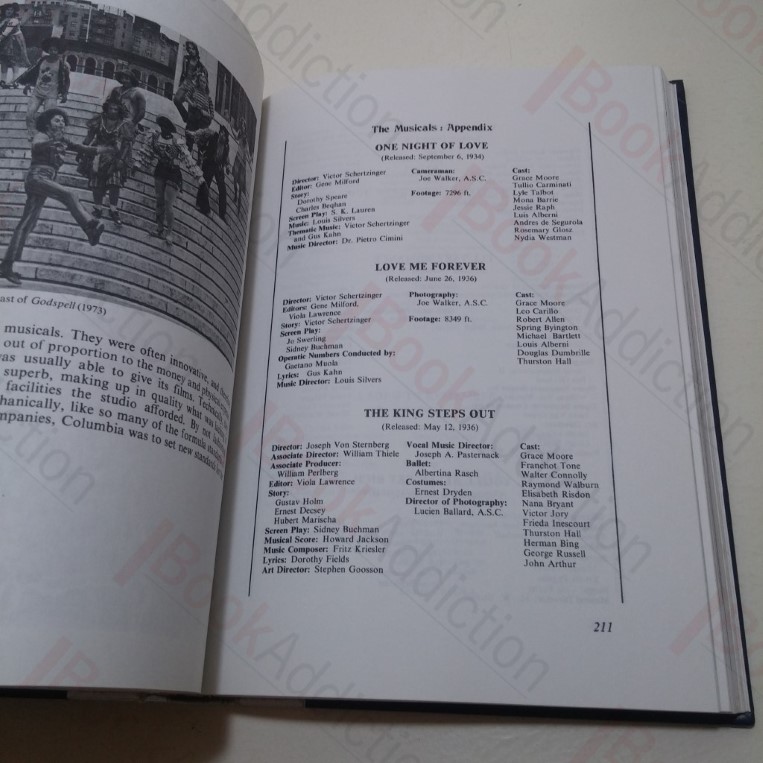 ast of Godspell (1973)
musicals. They were often innovative, and
out of proportion to the money and
was usually able to give its films.
superb, making up in quality what
facilities the studio afforded. By
hanically, like so many of the formula
mpanies, Columbia was to set new standards
The Musicals : Appendix
ONE NIGHT OF LOVE
(Released: September 6, 1934)
Director: Victor Schertzinger
Editor: Gene Milford
Story:
Dorothy Speare
Charles Beqhan
Screen Play: S. K. Lauren
Music: Louis Silvers
Thematic Music: Victor Schertzinger
and Gus Kahn
Music Director: Dr. Pietro Cimini
Cameraman:
Joe Walker, A.S.C.
Footage: 7296 ft.
Cast:
Grace Moore
Tullio Carminati
Lyle Talbot
Mona Barrie
Jessie Raph
Luis Alberni
Andres de Segurola
Rosemary Glosz
Nydia Westman
LOVE ME FOREVER
(Released: June 26, 1936)
Director: Victor Schertzinger
Editors: Gene Milford,
Viola Lawrence
Story: Victor Schertzinger
Screen Play:
Jo Swerling
Sidney Buchman
Operatic Numbers Conducted by:
Gaetano Muola
Lyrics: Gus Kahn
Music Director: Louis Silvers
Photography:
Joe Walker, A.S.C.
Footage: 8349 ft.
Cast:
Grace Moore
Leo Carillo
Robert Allen
Spring Byington
Michael Bartlett
Louis Alberni
Douglas Dumbrille
Thurston Hall
THE KING STEPS OUT
(Released: May 12, 1936)
Director: Joseph Von Sternberg
Associate Director: William Thiele
Associate Producer:
William Perlberg
Editor: Viola Lawrence
Story:
Gustav Holm
Ernest Decsey
Hubert Marischa
Screen Play: Sidney Buchman
Musical Score: Howard Jackson
Music Composer: Fritz Kriesler
Lyrics: Dorothy Fields
Art Director: Stephen Goosson
Vocal Music Director:
Joseph A. Pasternack
Ballet:
Albertina Rasch
Costumes:
Ernest Dryden
Director of Photography:
Lucien Ballard, A.S.C.
Cast:
Grace Moore
Franchot Tone
Walter Connolly
Raymond Walburn
Elisabeth Risdon
Nana Bryant
Victor Jory
Frieda Inescourt
Thurston Hall
Herman Bing
George Russell
John Arthur
211
BookAddiction